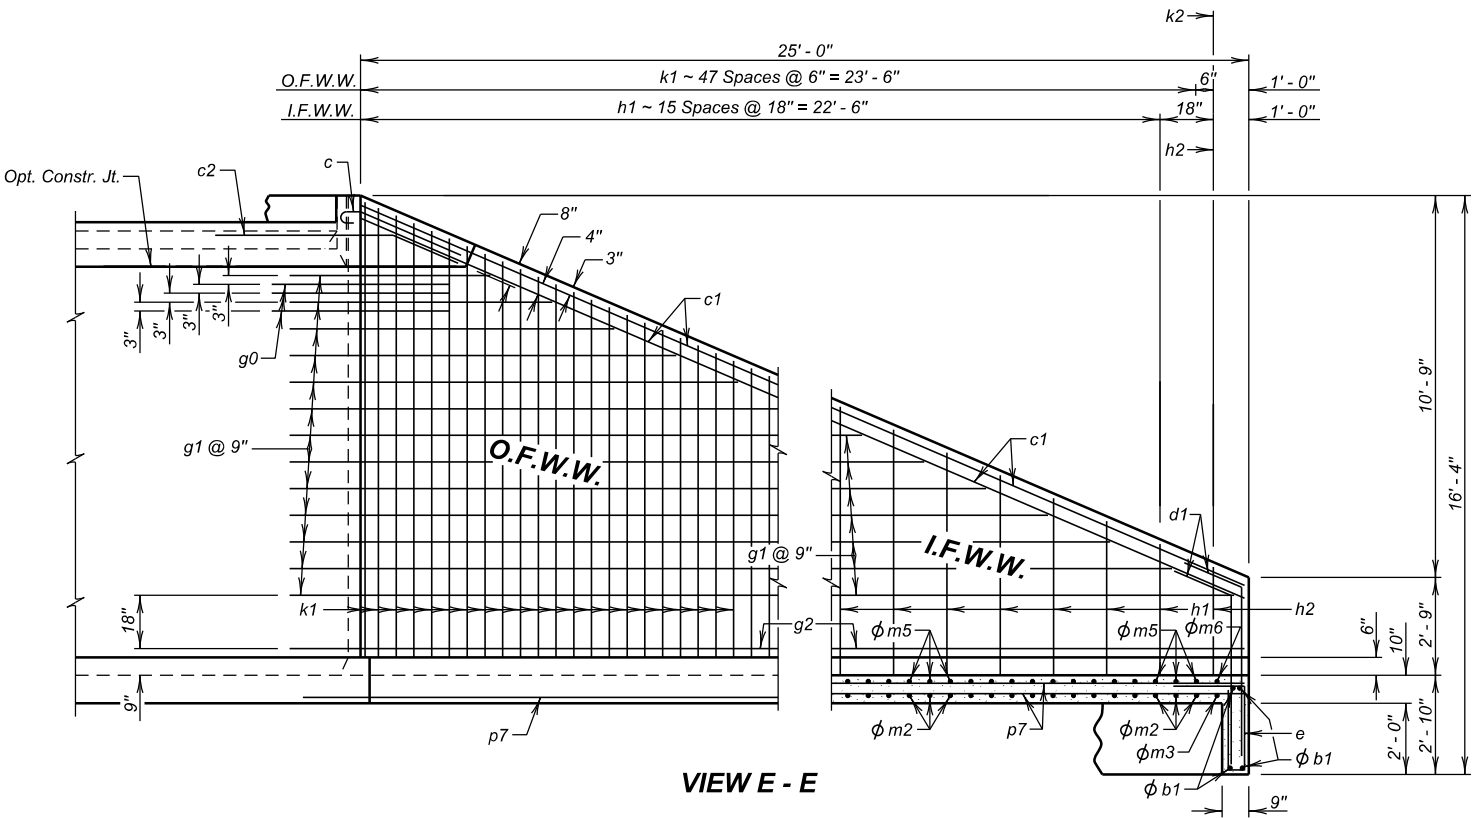 k2
25' - 0"
O.F.W.W.
k1 ~ 47 Spaces @ 6" = 23' - 6"
6"
1' - 0"
I.F.W.W.
h1 ~ 15 Spaces @ 18" = 22' - 6"
18"
1' - 0"
h2
Opt. Constr. Jt.
c2
c
8"
4"
3"
c1
3"
3"
3"
3"
g0
10' - 9"
16' - 4"
g1 @ 9"
O.F.W.W.
c1
d1
g1 @ 9"
I.F.W.W.
k1
h1
h2
18"
g2
ϕ m5
ϕ m5
ϕ m6
6"
10"
2' - 9"
9"
p7
ϕ m2
p7
ϕ m2
ϕ m3
e
ϕ b1
ϕ b1
2' - 0"
2' - 10"
9"
VIEW E - E